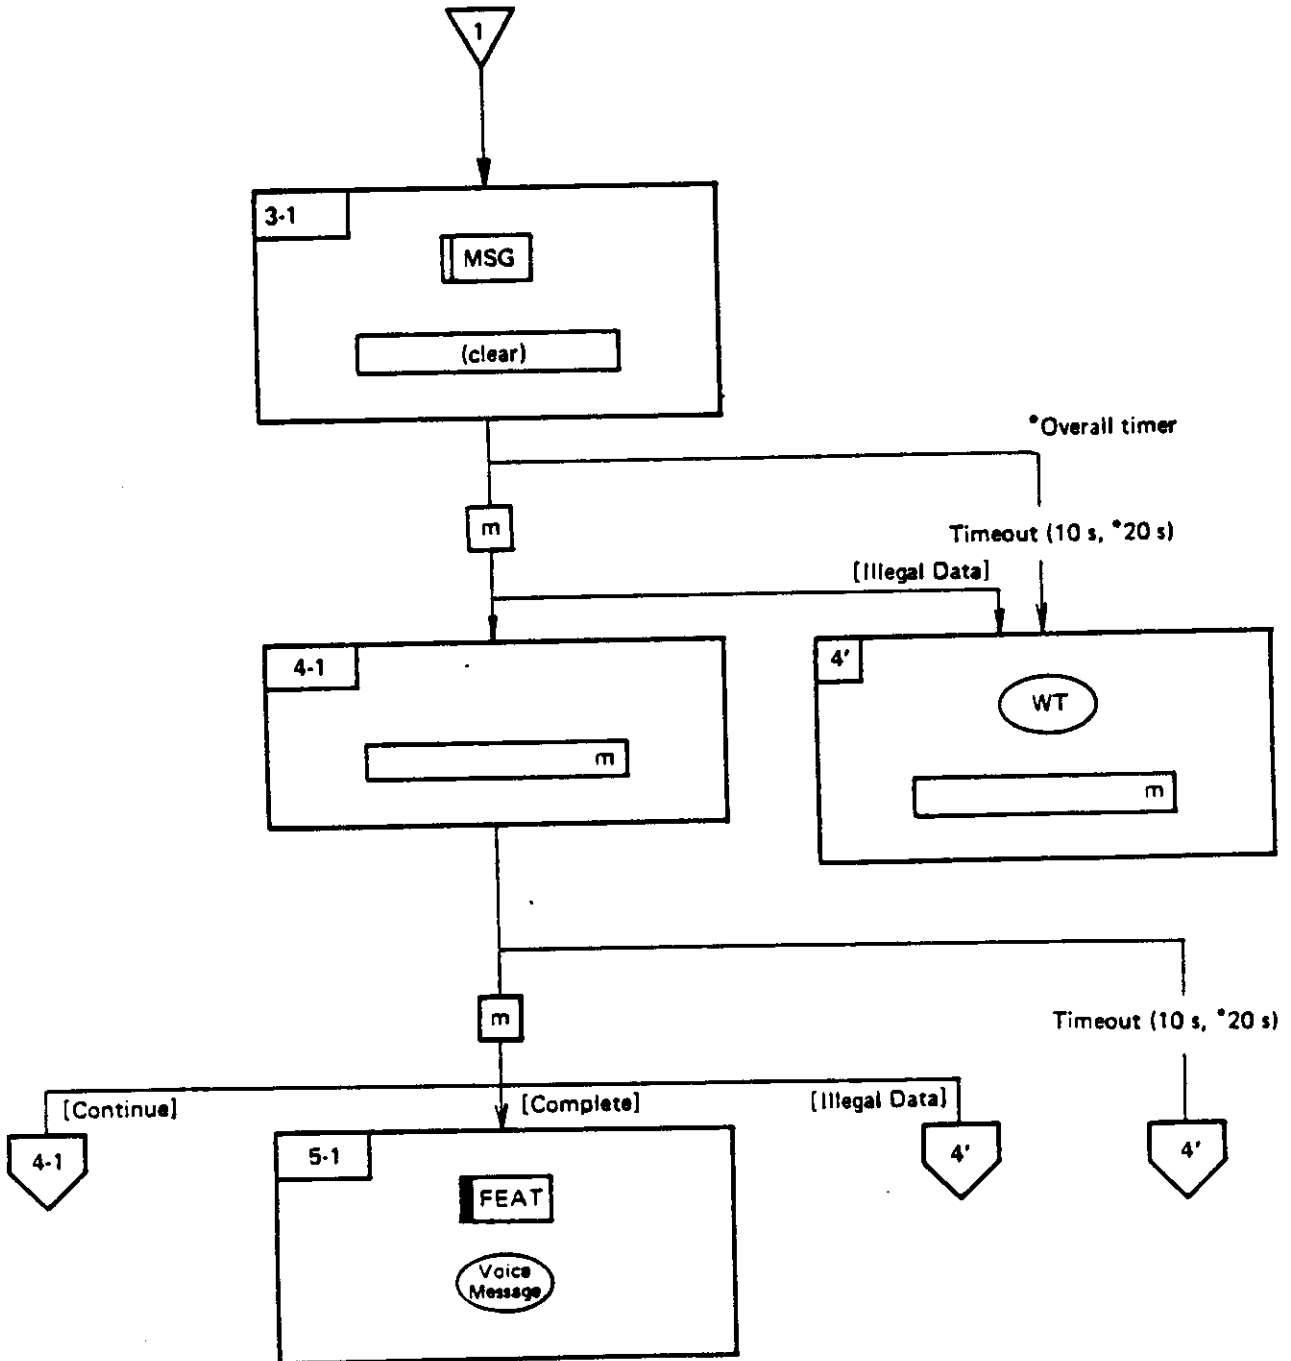 1
3-1
MSG
(clear)
*Overall timer
m
Timeout (10 s, *20 s)
[Illegal Data]
4-1
4′
WT
m
m
m
Timeout (10 s, *20 s)
[Continue]
[Complete]
[Illegal Data]
4-1
5-1
4′
4′
FEAT
Voice
Message